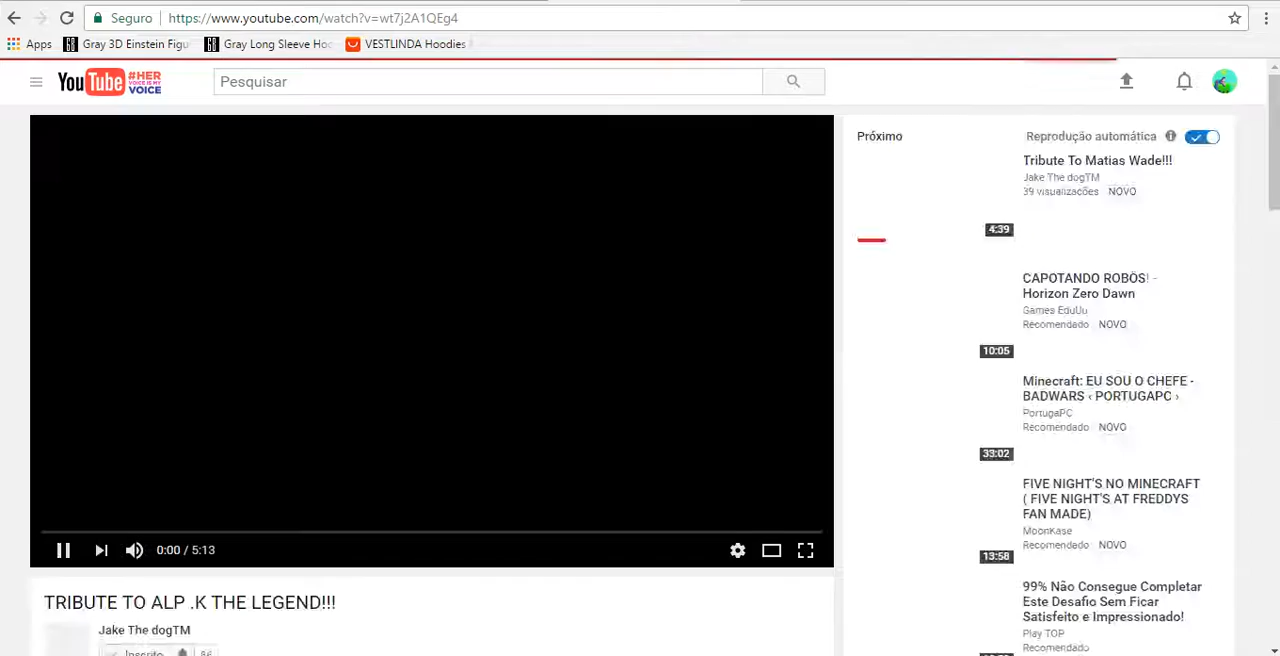 Seguro https://www.youtube.com/watch?v=wt7j2A1QEg4
Apps Gray 3D Einstein Figu Gray Long Sleeve Hoo VESTLINDA Hoodies
YouTube #HER VOICE IS MY VOICE
Pesquisar
Próximo
Reprodução automática
Tribute To Matias Wade!!!
Jake The dogTM
39 visualizações NOVO
4:39
CAPOTANDO ROBÔS! -
Horizon Zero Dawn
Games EduUu
Recomendado NOVO
10:05
Minecraft: EU SOU O CHEFE -
BADWARS ‹ PORTUGAPC ›
PortugaPC
Recomendado NOVO
33:02
FIVE NIGHT'S NO MINECRAFT
( FIVE NIGHT'S AT FREDDYS
FAN MADE)
MoonKase
Recomendado NOVO
13:58
99% Não Consegue Completar
Este Desafio Sem Ficar
Satisfeito e Impressionado!
Play TOP
Recomendado
0:00 / 5:13
TRIBUTE TO ALP .K THE LEGEND!!!
Jake The dogTM
Inscrito